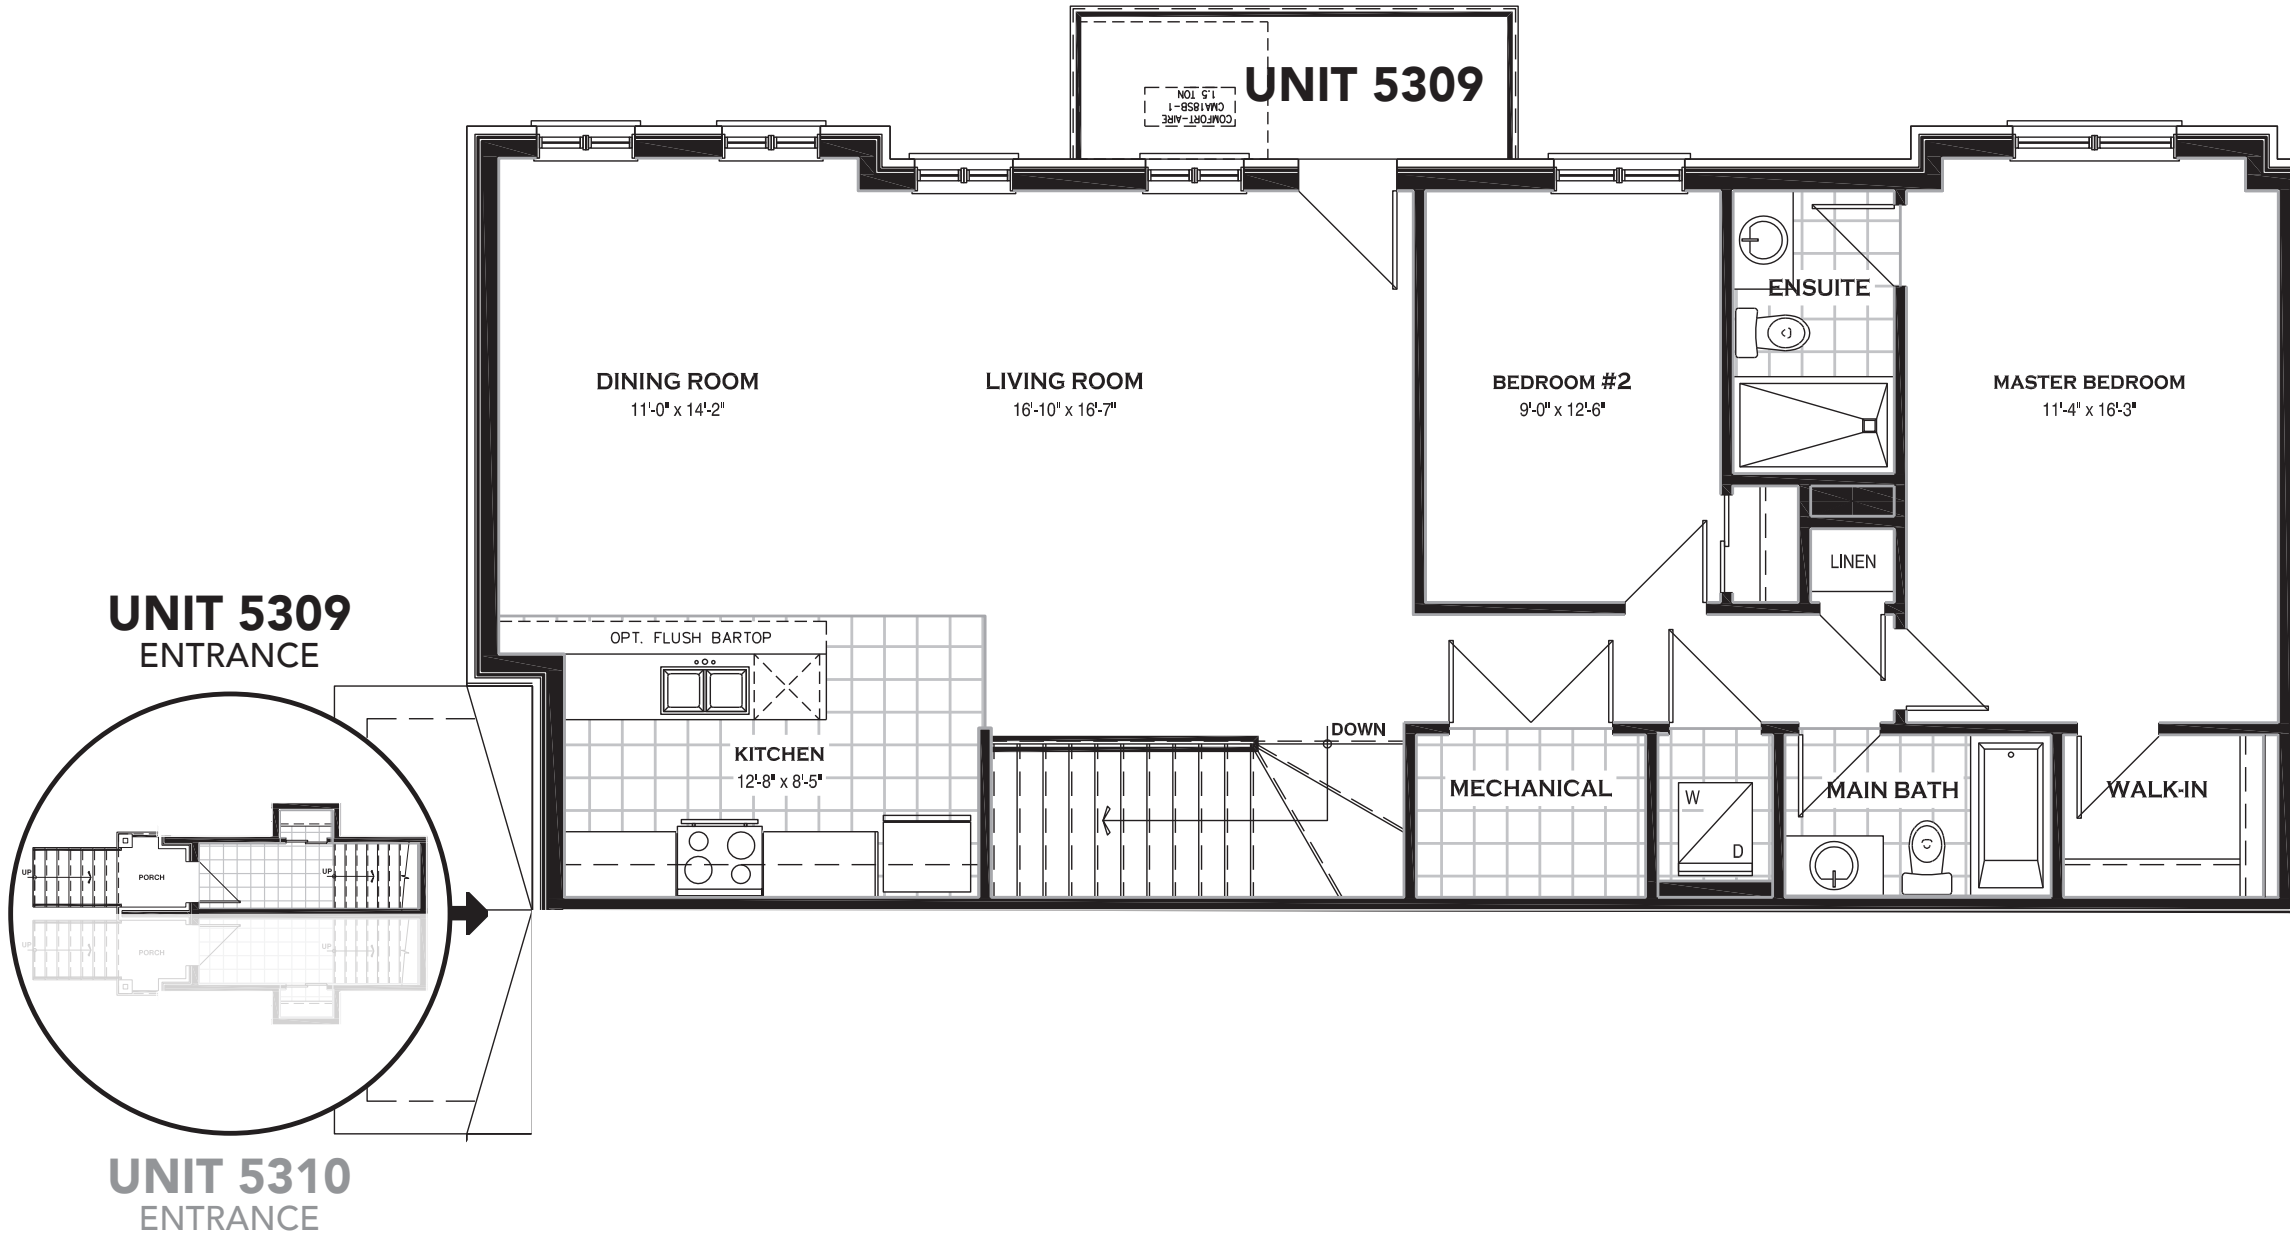 UNIT 5309
COMFORT-AIRE
CMA18SB-1
1.5 TON
ENSUITE
DINING ROOM
11'-0" x 14'-2"
LIVING ROOM
16'-10" x 16'-7"
BEDROOM #2
9'-0" x 12'-6"
MASTER BEDROOM
11'-4" x 16'-3"
LINEN
UNIT 5309
ENTRANCE
OPT. FLUSH BARTOP
KITCHEN
12'-8" x 8'-5"
DOWN
MECHANICAL
W
D
MAIN BATH
WALK-IN
UP
PORCH
UP
UP
PORCH
UP
UNIT 5310
ENTRANCE